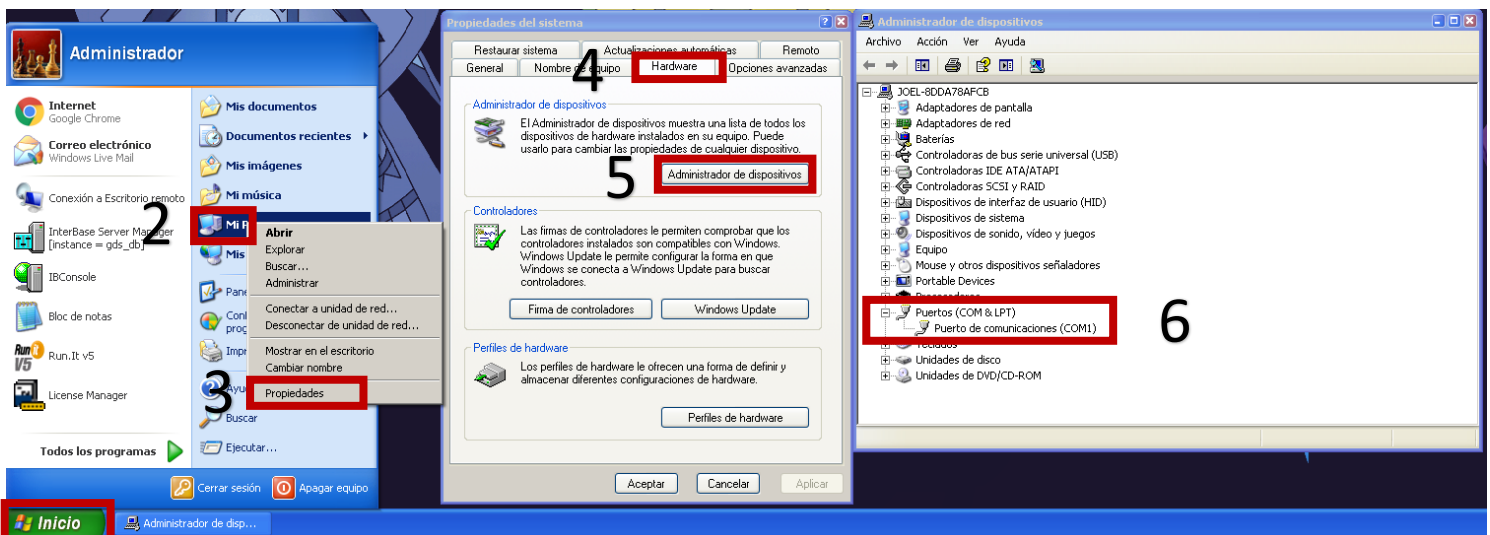 Administrador
Internet
Google Chrome
Correo electrónico
Windows Live Mail
Conexión a Escritorio remoto
InterBase Server Manager
[instance = gds_db]
IBConsole
Bloc de notas
Run.It v5
License Manager
Todos los programas
Mis documentos
Documentos recientes
Mis imágenes
Mi música
2
Mi P
Mis
Pane
Conf
prog
Impr
Ayu
Buscar
Ejecutar...
Abrir
Explorar
Buscar...
Administrar
Conectar a unidad de red...
Desconectar de unidad de red...
Mostrar en el escritorio
Cambiar nombre
3
Propiedades
Cerrar sesión
Apagar equipo
Inicio
Administrador de disp...
Propiedades del sistema
Restaurar sistema
Actualizaciones automáticas
Remoto
4
General
Nombre de equipo
Hardware
Opciones avanzadas
Administrador de dispositivos
El Administrador de dispositivos muestra una lista de todos los
dispositivos de hardware instalados en su equipo. Puede
usarlo para cambiar las propiedades de cualquier dispositivo.
5
Administrador de dispositivos
Controladores
Las firmas de controladores le permiten comprobar que los
controladores instalados son compatibles con Windows.
Windows Update le permite configurar la forma en que
Windows se conecta a Windows Update para buscar
controladores.
Firma de controladores
Windows Update
Perfiles de hardware
Los perfiles de hardware le ofrecen una forma de definir y
almacenar diferentes configuraciones de hardware.
Perfiles de hardware
Aceptar
Cancelar
Aplicar
Administrador de dispositivos
Archivo Acción Ver Ayuda
JOEL-8DDA78AFCB
Adaptadores de pantalla
Adaptadores de red
Baterías
Controladoras de bus serie universal (USB)
Controladoras IDE ATA/ATAPI
Controladoras SCSI y RAID
Dispositivos de interfaz de usuario (HID)
Dispositivos de sistema
Dispositivos de sonido, vídeo y juegos
Equipo
Mouse y otros dispositivos señaladores
Portable Devices
Procesadores
Puertos (COM & LPT)
Puerto de comunicaciones (COM1)
6
Teclados
Unidades de disco
Unidades de DVD/CD-ROM